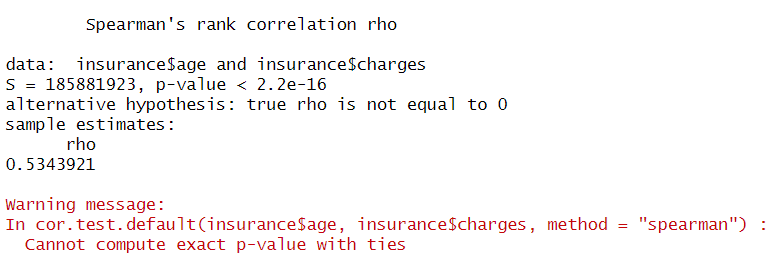 Spearman's rank correlation rho
data:  insurance$age and insurance$charges
S = 185881923, p-value < 2.2e-16
alternative hypothesis: true rho is not equal to 0
sample estimates:
rho
0.5343921
Warning message:
In cor.test.default(insurance$age, insurance$charges, method = "spearman") :
Cannot compute exact p-value with ties